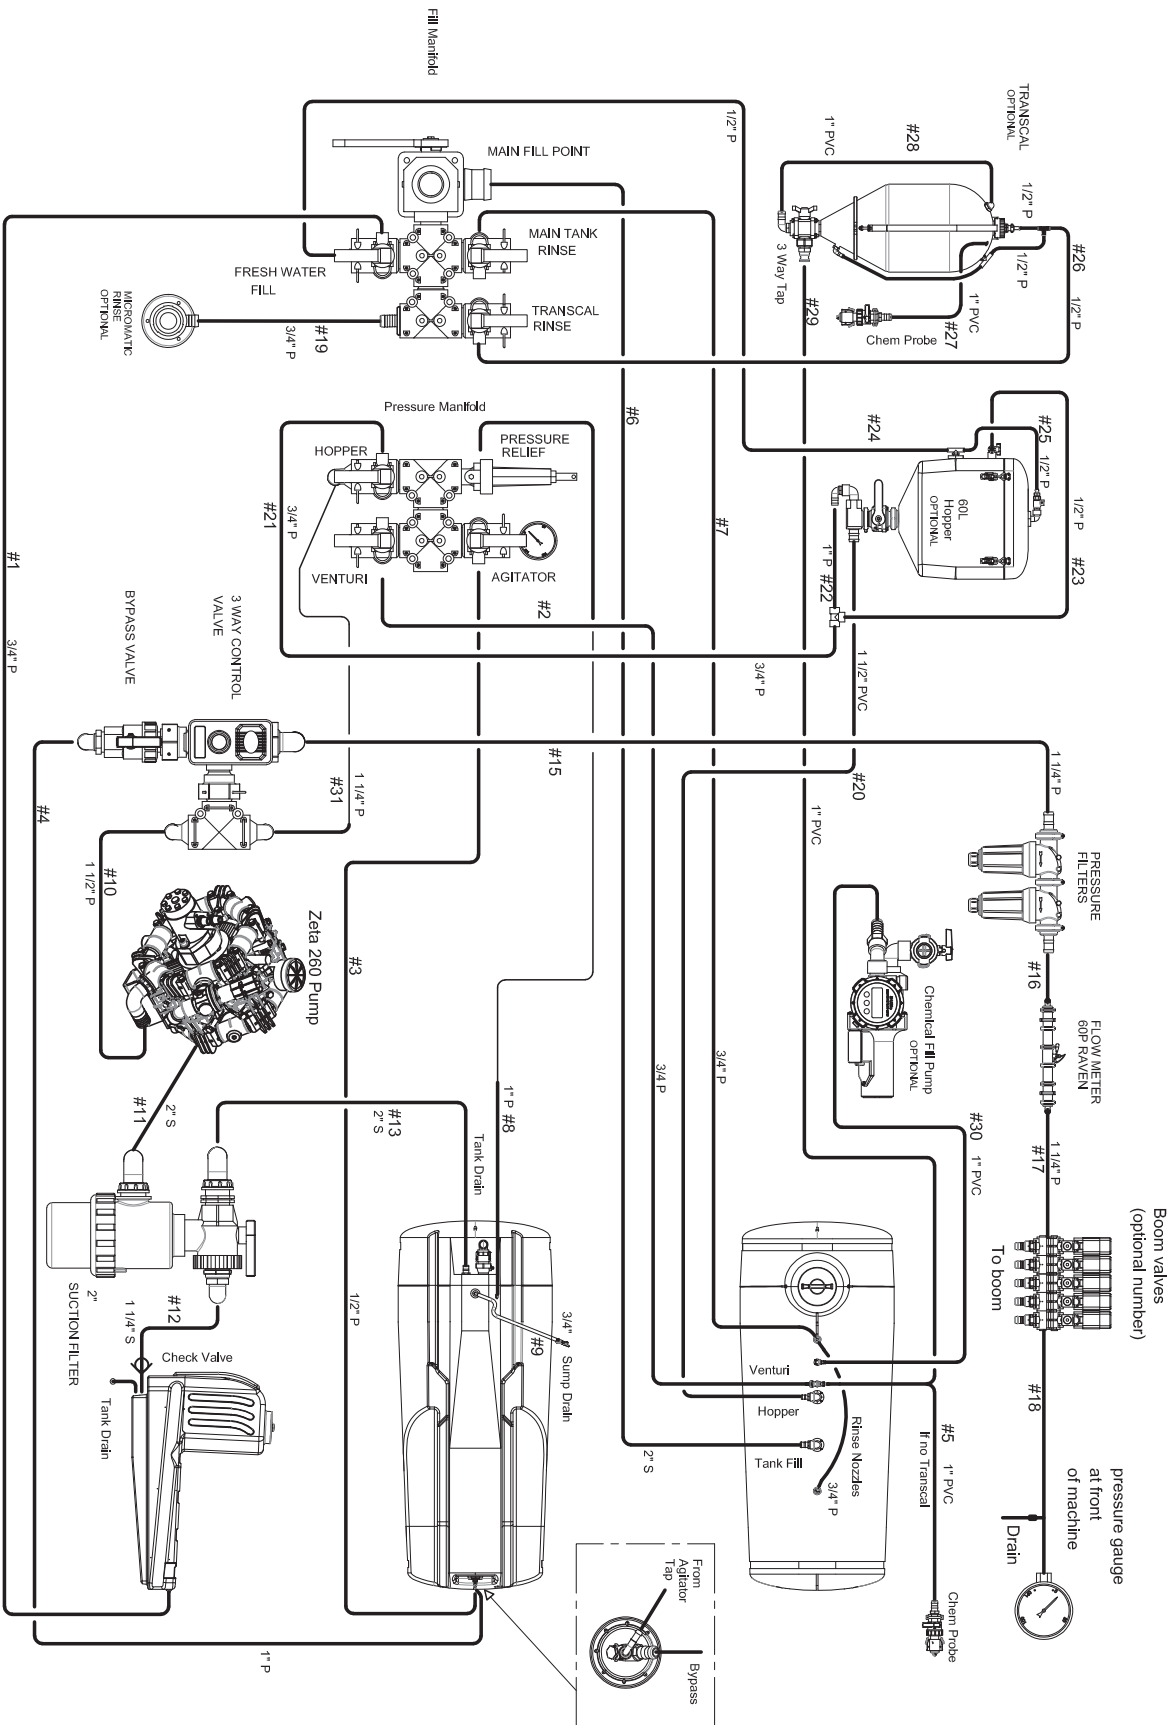 Fill Manifold
MAIN FILL POINT
MAIN TANK
RINSE
FRESH WATER
FILL
TRANSCAL
RINSE
MICROMATIC
RINSE
OPTIONAL
#19
3/4" P
1/2" P
TRANSCAL
OPTIONAL
#28
1" PVC
1/2" P
1/2" P
#26
1/2" P
3 Way Tap
1" PVC
#27
Chem Probe
#29
Pressure Manifold
HOPPER
PRESSURE
RELIEF
VENTURI
AGITATOR
#21
3/4" P
#6
#7
#2
#24
#25
1/2" P
60L
Hopper
OPTIONAL
1/2" P
#23
1" P
#22
1 1/2" PVC
3/4" P
#20
#1
3/4" P
3 WAY CONTROL
VALVE
BYPASS VALVE
#4
#31
1 1/4" P
#15
#10
1 1/2" P
Zeta 260 Pump
#3
1" PVC
1 1/4" P
PRESSURE
FILTERS
#16
FLOW METER
60P RAVEN
Chemical Fill Pump
OPTIONAL
3/4" P
3/4 P
#30
1" PVC
1 1/4" P
#17
Boom valves
(optional number)
To boom
#18
#11
2" S
#13
2" S
1" P
#8
Tank Drain
SUCTION FILTER
2"
#12
1 1/4" S
Check Valve
Tank Drain
1/2" P
3/4"
#9
Sump Drain
Venturi
Hopper
Tank Fill
Rinse Nozzles
3/4" P
2" S
#5
If no Transcal
1" PVC
Chem Probe
pressure gauge
at front
of machine
Drain
From
Agitator
Tap
Bypass
1" P